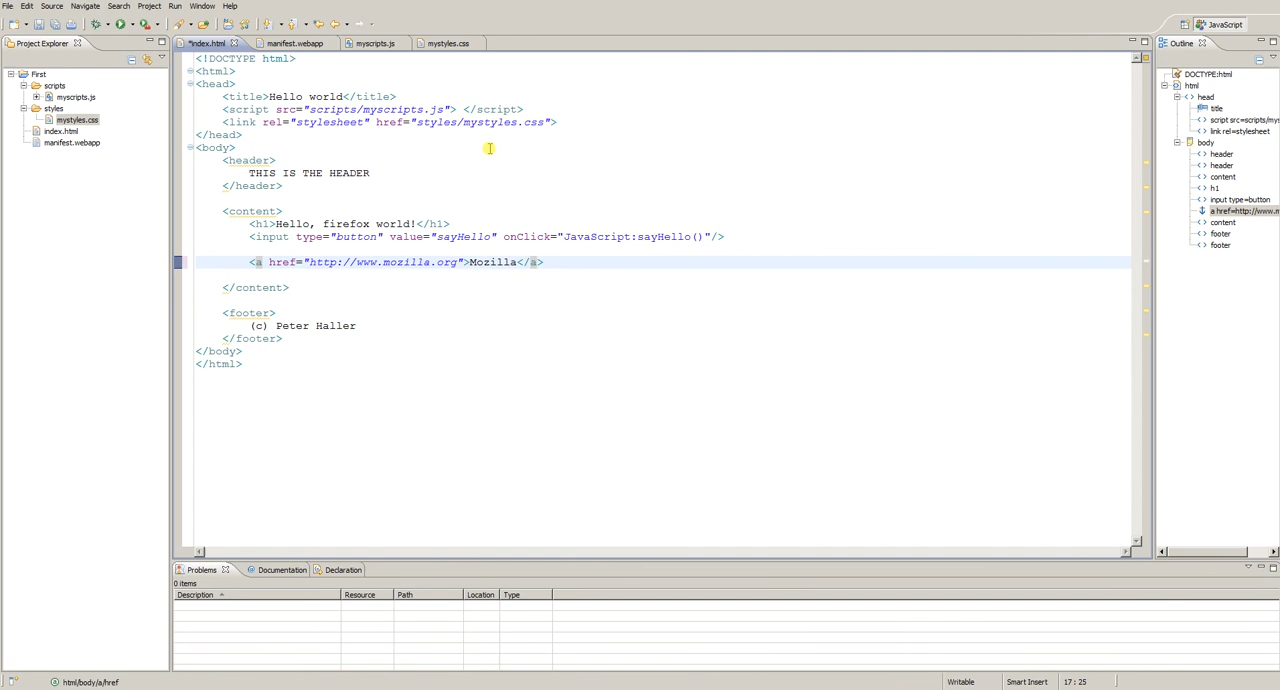 File Edit Source Navigate Search Project Run Window Help
JavaScript
Project Explorer
*index.html manifest.webapp myscripts.js mystyles.css
Outline
First
scripts
myscripts.js
styles
mystyles.css
index.html
manifest.webapp
<!DOCTYPE html>
<html>
<head>
<title>Hello world</title>
<script src="scripts/myscripts.js"> </script>
<link rel="stylesheet" href="styles/mystyles.css">
</head>
<body>
<header>
THIS IS THE HEADER
</header>
<content>
<h1>Hello, firefox world!</h1>
<input type="button" value="sayHello" onClick="JavaScript:sayHello()"/>
<a href="http://www.mozilla.org">Mozilla</a>
</content>
<footer>
(c) Peter Haller
</footer>
</body>
</html>
DOCTYPE:html
html
head
title
script src=scripts/mys
link rel=stylesheet
body
header
header
content
h1
input type=button
a href=http://www.m
content
footer
footer
Problems Documentation Declaration
0 items
Description Resource Path Location Type
html/body/a/href Writable Smart Insert 17 : 25